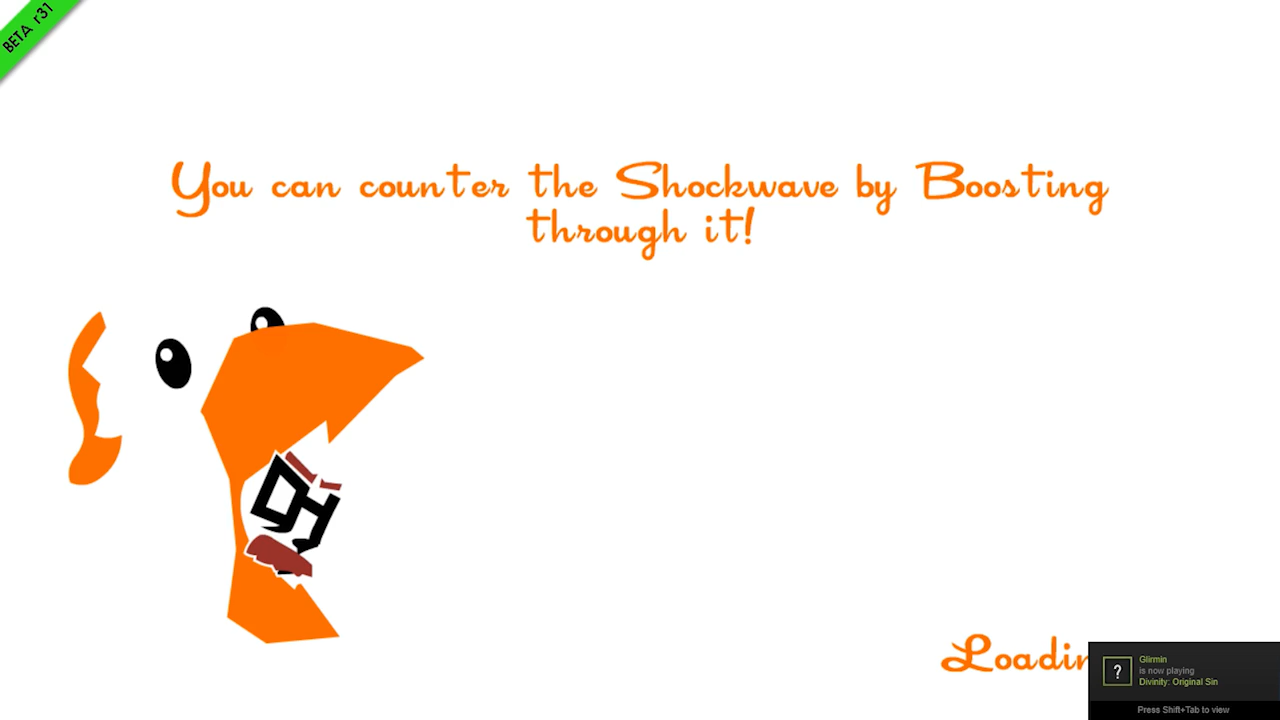 BETA r31
You can counter the Shockwave by Boosting
through it!
Loadin
Glirmin
is now playing
Divinity: Original Sin
Press Shift+Tab to view
?